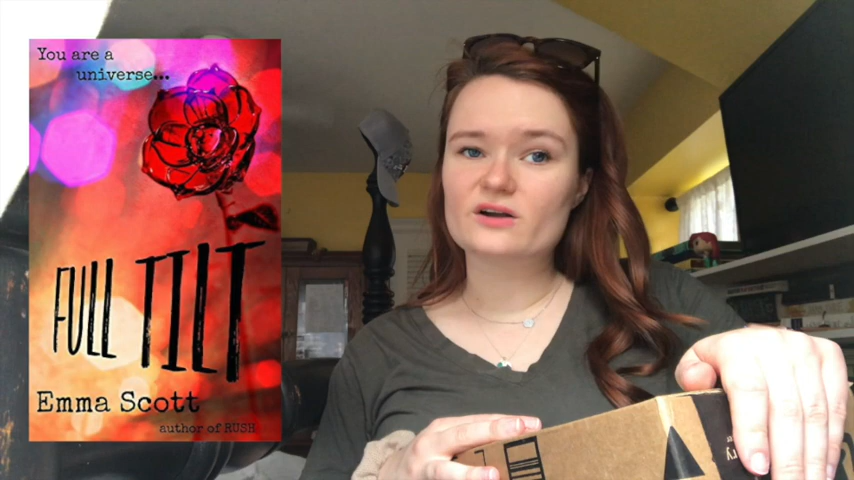 You are a
universe...
FULL TILT
Emma Scott
author of RUSH